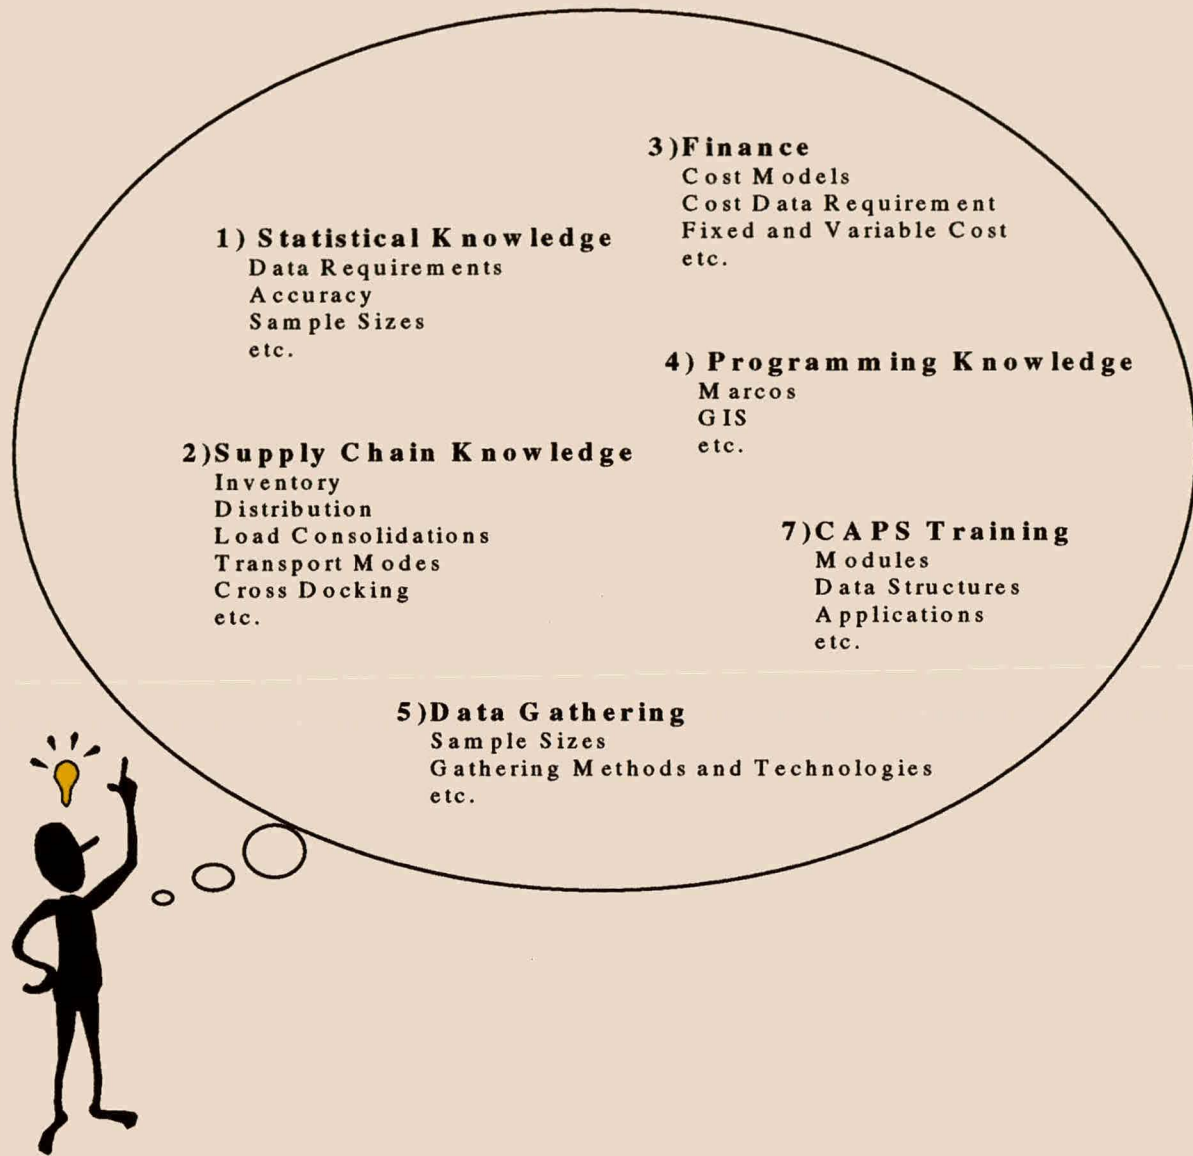 1) Statistical Knowledge
Data Requirements
Accuracy
Sample Sizes
etc.
2)Supply Chain Knowledge
Inventory
Distribution
Load Consolidations
Transport Modes
Cross Docking
etc.
3)Finance
Cost Models
Cost Data Requirement
Fixed and Variable Cost
etc.
4) Programming Knowledge
Marcos
GIS
etc.
7)CAPS Training
Modules
Data Structures
Applications
etc.
5)Data Gathering
Sample Sizes
Gathering Methods and Technologies
etc.